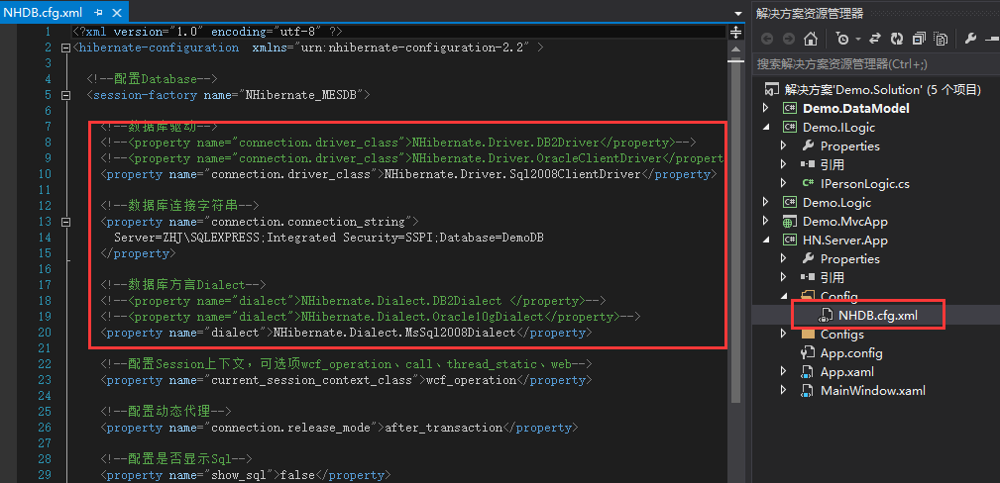 NHDB.cfg.xml
1 <?xml version="1.0" encoding="utf-8" ?>
2 <hibernate-configuration  xmlns="urn:nhibernate-configuration-2.2" >
3
4 <!--配置Database-->
5 <session-factory name="NHibernate_MESDB">
6
7 <!--数据库驱动-->
8 <!--<property name="connection.driver_class">NHibernate.Driver.DB2Driver</property>-->
9 <!--<property name="connection.driver_class">NHibernate.Driver.OracleClientDriver</propert
10 <property name="connection.driver_class">NHibernate.Driver.Sql2008ClientDriver</property>
11
12 <!--数据库连接字符串-->
13 <property name="connection.connection_string">
14 Server=ZHJ\SQLEXPRESS;Integrated Security=SSPI;Database=DemoDB
15 </property>
16
17 <!--数据库方言Dialect-->
18 <!--<property name="dialect">NHibernate.Dialect.DB2Dialect </property>-->
19 <!--<property name="dialect">NHibernate.Dialect.Oracle10gDialect</property>-->
20 <property name="dialect">NHibernate.Dialect.MsSql2008Dialect</property>
21
22 <!--配置Session上下文，可选项wcf_operation、call、thread_static、web-->
23 <property name="current_session_context_class">wcf_operation</property>
24
25 <!--配置动态代理-->
26 <property name="connection.release_mode">after_transaction</property>
27
28 <!--配置是否显示Sql-->
29 <property name="show_sql">false</property>
解决方案资源管理器
搜索解决方案资源管理器(Ctrl+;)
解决方案'Demo.Solution' (5 个项目)
C# Demo.DataModel
C# Demo.ILogic
Properties
引用
C# IPersonLogic.cs
C# Demo.Logic
Demo.MvcApp
C# HN.Server.App
Properties
引用
Config
NHDB.cfg.xml
Configs
App.config
App.xaml
MainWindow.xaml